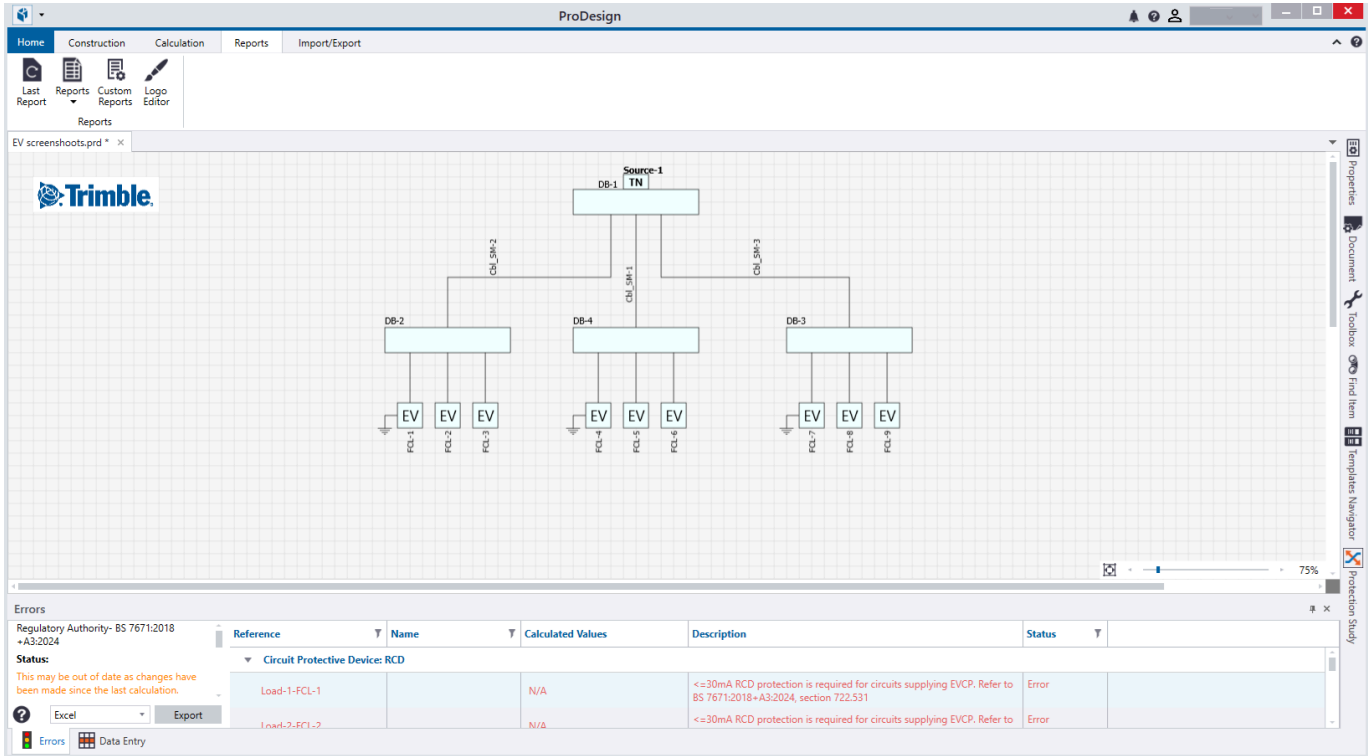 ProDesign
Home Construction Calculation Reports Import/Export
Last Report
Reports
Custom Reports
Logo Editor
Reports
EV screenshoots.prd *
Trimble
Source-1
TN
DB-1
Cbl_SM-2
Cbl_SM-1
Cbl_SM-3
DB-2 DB-4 DB-3
EV EV EV EV EV EV EV EV EV
FCL-1 FCL-2 FCL-3 FCL-4 FCL-5 FCL-6 FCL-7 FCL-8 FCL-9
Properties
Document
Toolbox
Find Item
Templates Navigator
Protection Study
75%
Errors
Regulatory Authority- BS 7671:2018
+A3:2024
Status:
This may be out of date as changes have
been made since the last calculation.
Excel Export
Reference Name Calculated Values Description Status
Circuit Protective Device: RCD
Load-1-FCL-1 N/A <=30mA RCD protection is required for circuits supplying EVCP. Refer to Error
BS 7671:2018+A3:2024, section 722.531
Load-2-FCL-2 N/A <=30mA RCD protection is required for circuits supplying EVCP. Refer to Error
Errors Data Entry